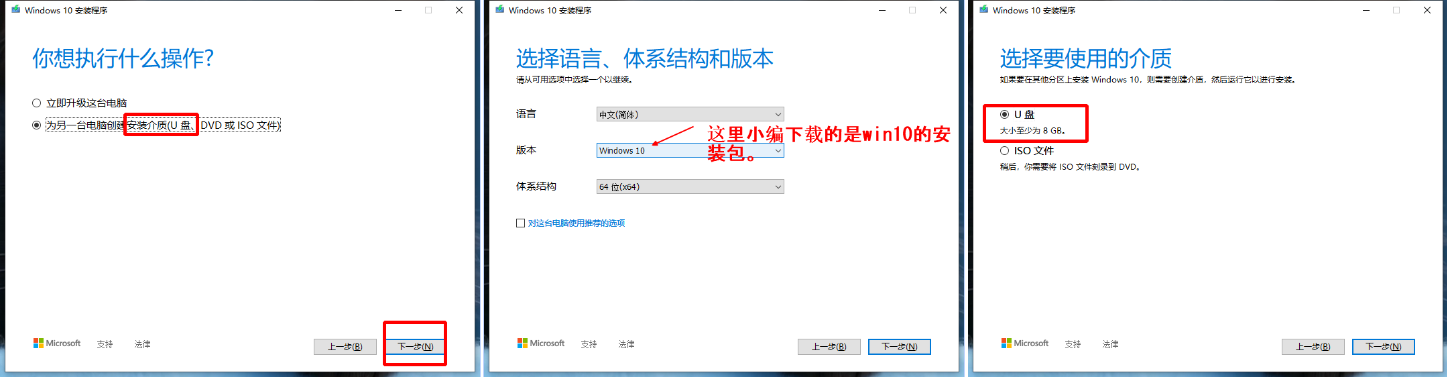 Windows 10 安装程序
你想执行什么操作?
立即升级这台电脑
为另一台电脑创建安装介质(U 盘、DVD 或 ISO 文件)
Microsoft 支持 法律
上一步(B) 下一步(N)
Windows 10 安装程序
选择语言、体系结构和版本
请从可用选项中选择一个以继续。
语言 中文(简体)
版本 Windows 10
体系结构 64 位(x64)
这里小编下载的是win10的安
装包。
对这台电脑使用推荐的选项
Microsoft 支持 法律
上一步(B) 下一步(N)
Windows 10 安装程序
选择要使用的介质
如果要在其他分区上安装 Windows 10，则需要创建介质，然后运行它以进行安装。
U 盘
大小至少为 8 GB。
ISO 文件
稍后，你需要将 ISO 文件刻录到 DVD。
Microsoft 支持 法律
上一步(B) 下一步(N)